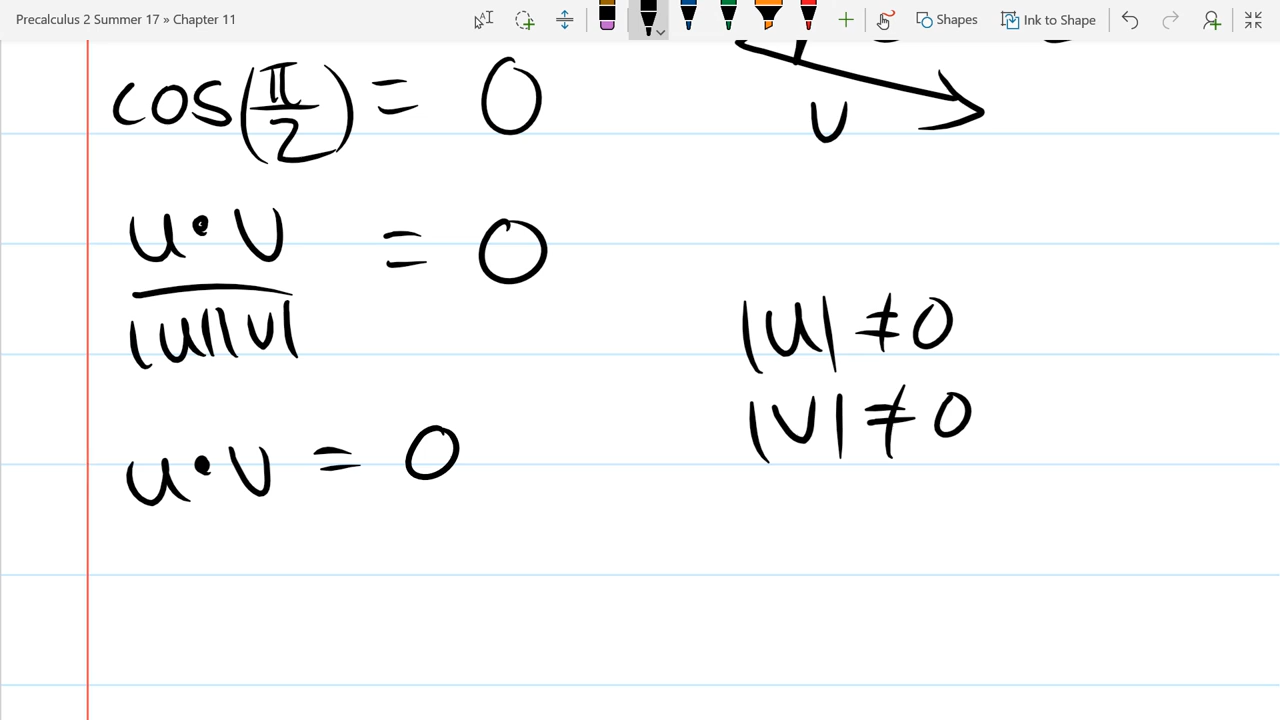 Precalculus 2 Summer 17 » Chapter 11
Shapes
Ink to Shape
cos(π/2) = 0
v
u • v / |u||v| = 0
|u| ≠ 0
|v| ≠ 0
u • v = 0